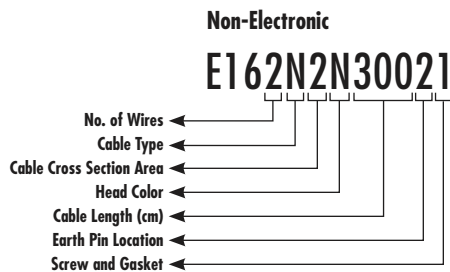 Non-Electronic
E162N2N30021
No. of Wires
Cable Type
Cable Cross Section Area
Head Color
Cable Length (cm)
Earth Pin Location
Screw and Gasket